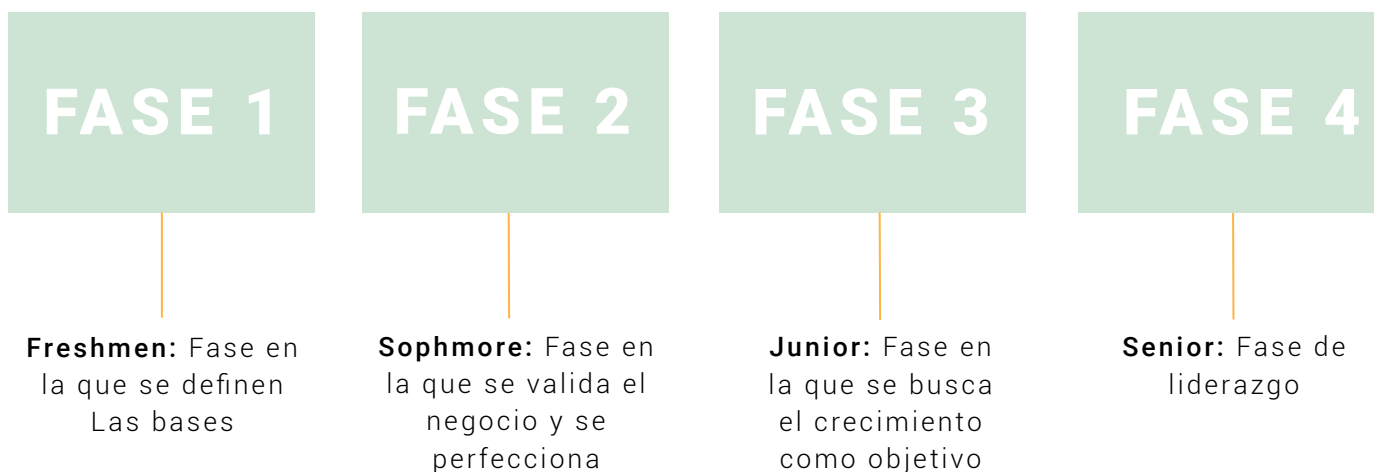 FASE 1
FASE 2
FASE 3
FASE 4
Freshmen: Fase en
la que se definen
Las bases
Sophmore: Fase en
la que se valida el
negocio y se
perfecciona
Junior: Fase en
la que se busca
el crecimiento
como objetivo
Senior: Fase de
liderazgo